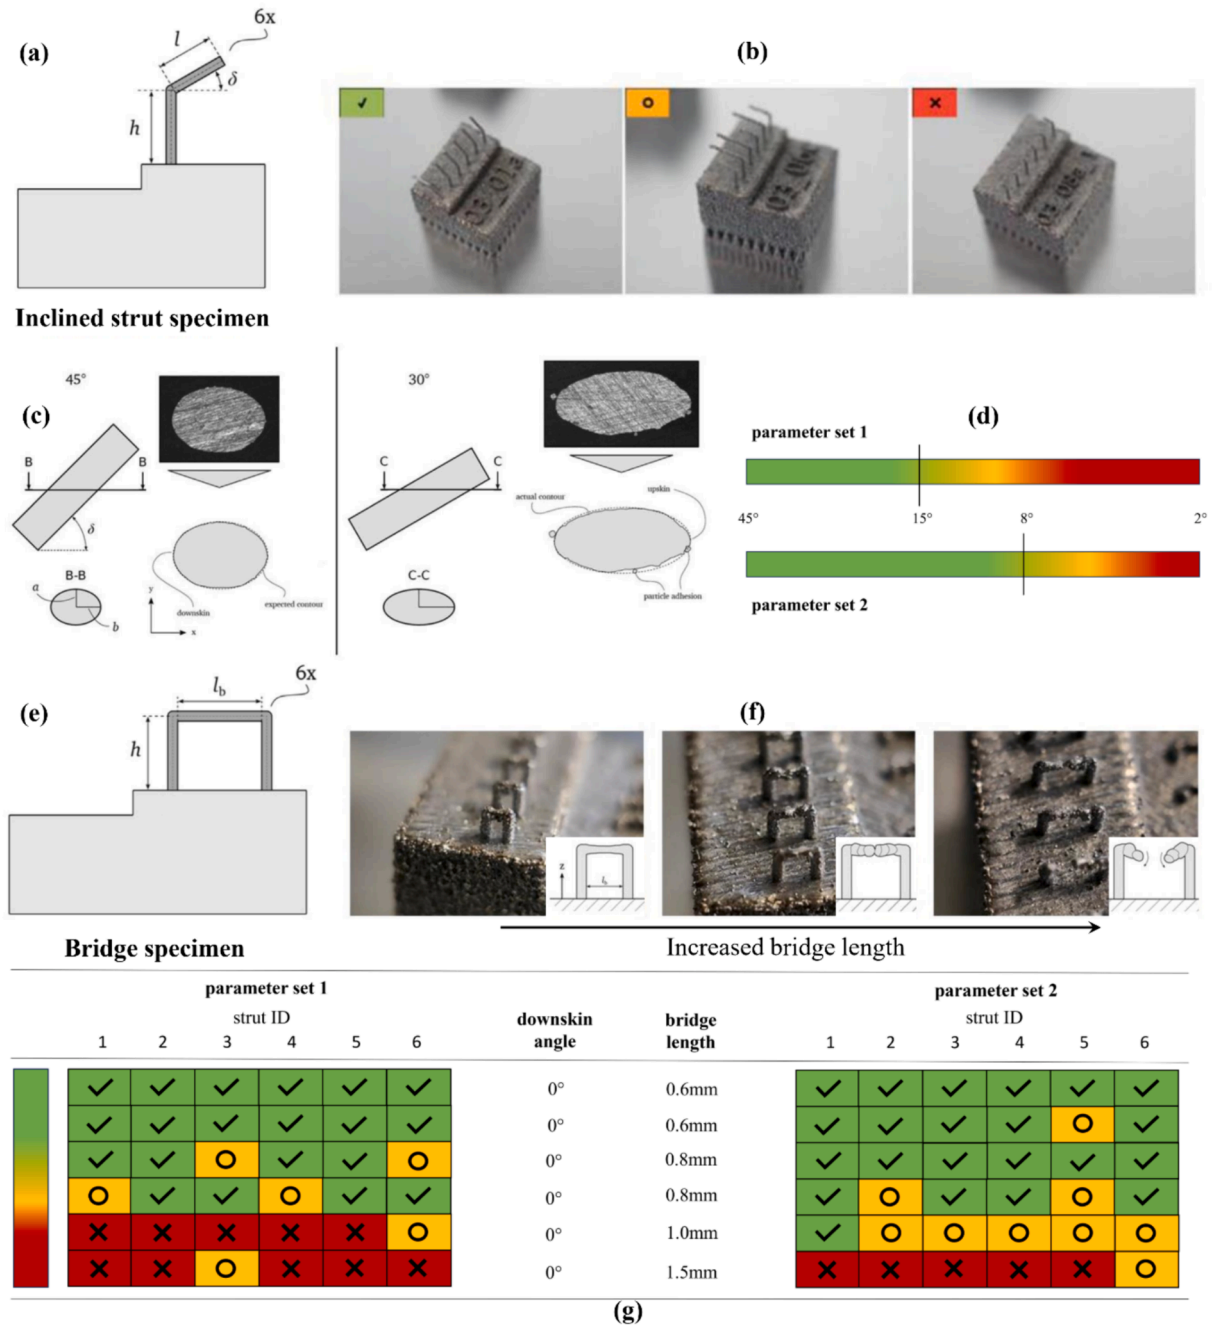 (a)
l
6x
δ
h
Inclined strut specimen
(b)
✓
O
×
03_01a
(c)
45°
B
B
δ
B-B
a
b
y
x
downskin
expected contour
30°
C
C
C-C
actual contour
upskin
particle adhesion
(d)
parameter set 1
45°
15°
8°
2°
parameter set 2
(e)
lb
6x
h
Bridge specimen
(f)
z
Increased bridge length
parameter set 1
strut ID
1 2 3 4 5 6
downskin
angle
bridge
length
parameter set 2
strut ID
1 2 3 4 5 6
✓ ✓ ✓ ✓ ✓ ✓ 0° 0.6mm ✓ ✓ ✓ ✓ ✓ ✓
✓ ✓ ✓ ✓ ✓ ✓ 0° 0.6mm ✓ ✓ ✓ ✓ O ✓
✓ ✓ O ✓ ✓ O 0° 0.8mm ✓ ✓ ✓ ✓ ✓ ✓
O ✓ ✓ O ✓ ✓ 0° 0.8mm ✓ O ✓ ✓ O ✓
× × × × × O 0° 1.0mm ✓ O O O O O
× × O × × × 0° 1.5mm × × × × × O
(g)